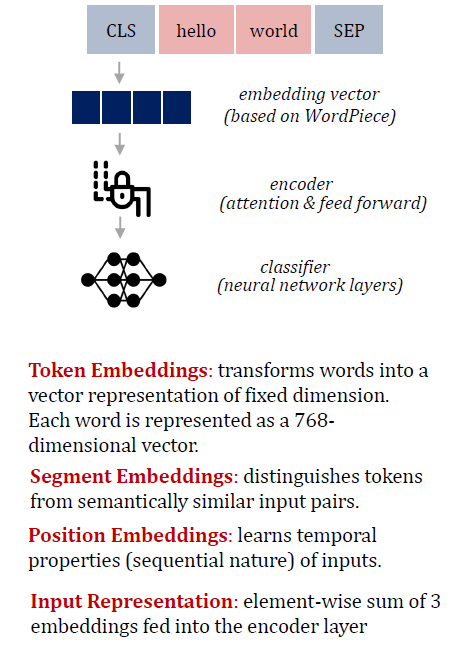 CLS hello world SEP
embedding vector
(based on WordPiece)
encoder
(attention & feed forward)
classifier
(neural network layers)
Token Embeddings: transforms words into a
vector representation of fixed dimension.
Each word is represented as a 768-
dimensional vector.
Segment Embeddings: distinguishes tokens
from semantically similar input pairs.
Position Embeddings: learns temporal
properties (sequential nature) of inputs.
Input Representation: element-wise sum of 3
embeddings fed into the encoder layer